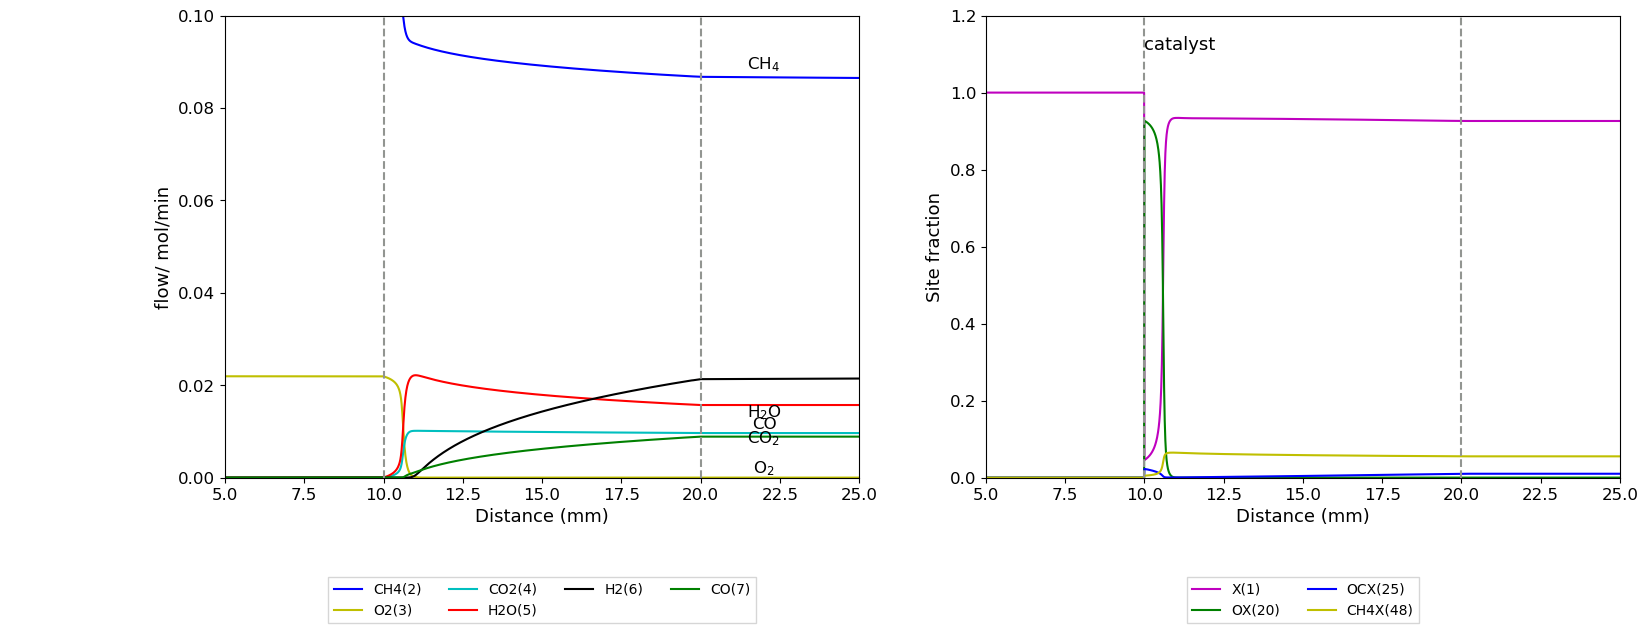 0.10
0.08
0.06
0.04
0.02
0.00
flow/ mol/min
CH4
H2O
CO
CO2
O2
5.0 7.5 10.0 12.5 15.0 17.5 20.0 22.5 25.0
Distance (mm)
CH4(2) CO2(4) H2(6) CO(7)
O2(3) H2O(5)
1.2
1.0
0.8
0.6
0.4
0.2
0.0
Site fraction
catalyst
5.0 7.5 10.0 12.5 15.0 17.5 20.0 22.5 25.0
Distance (mm)
X(1) OCX(25)
OX(20) CH4X(48)